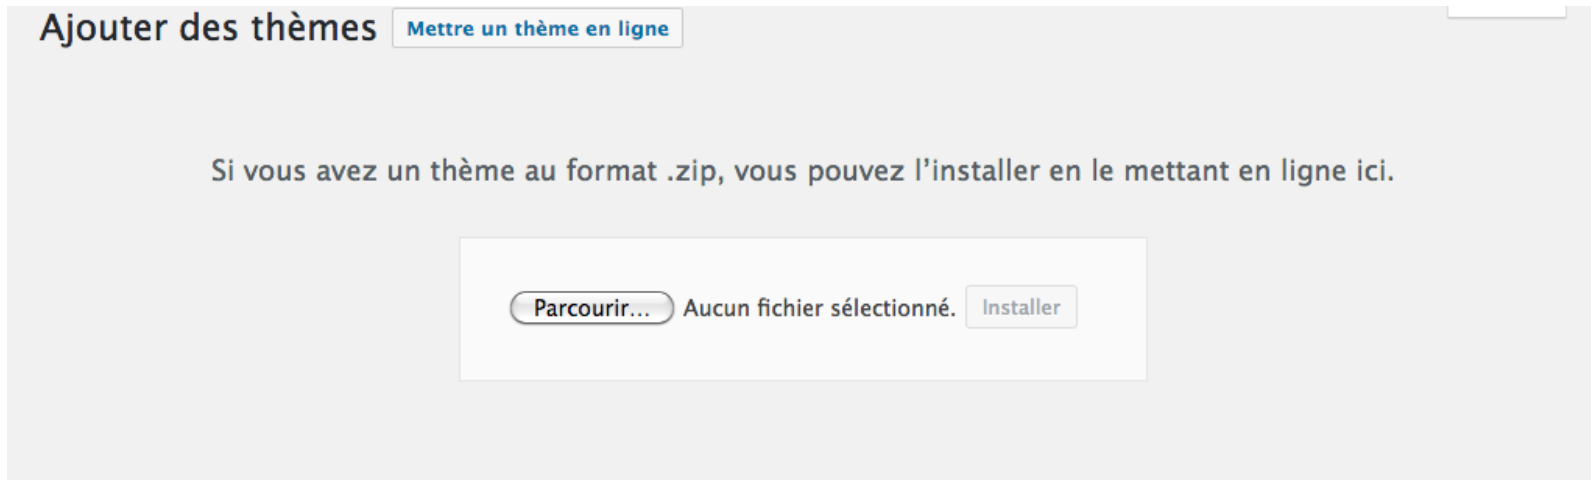 Ajouter des thèmes Mettre un thème en ligne
Si vous avez un thème au format .zip, vous pouvez l’installer en le mettant en ligne ici.
Parcourir... Aucun fichier sélectionné. Installer